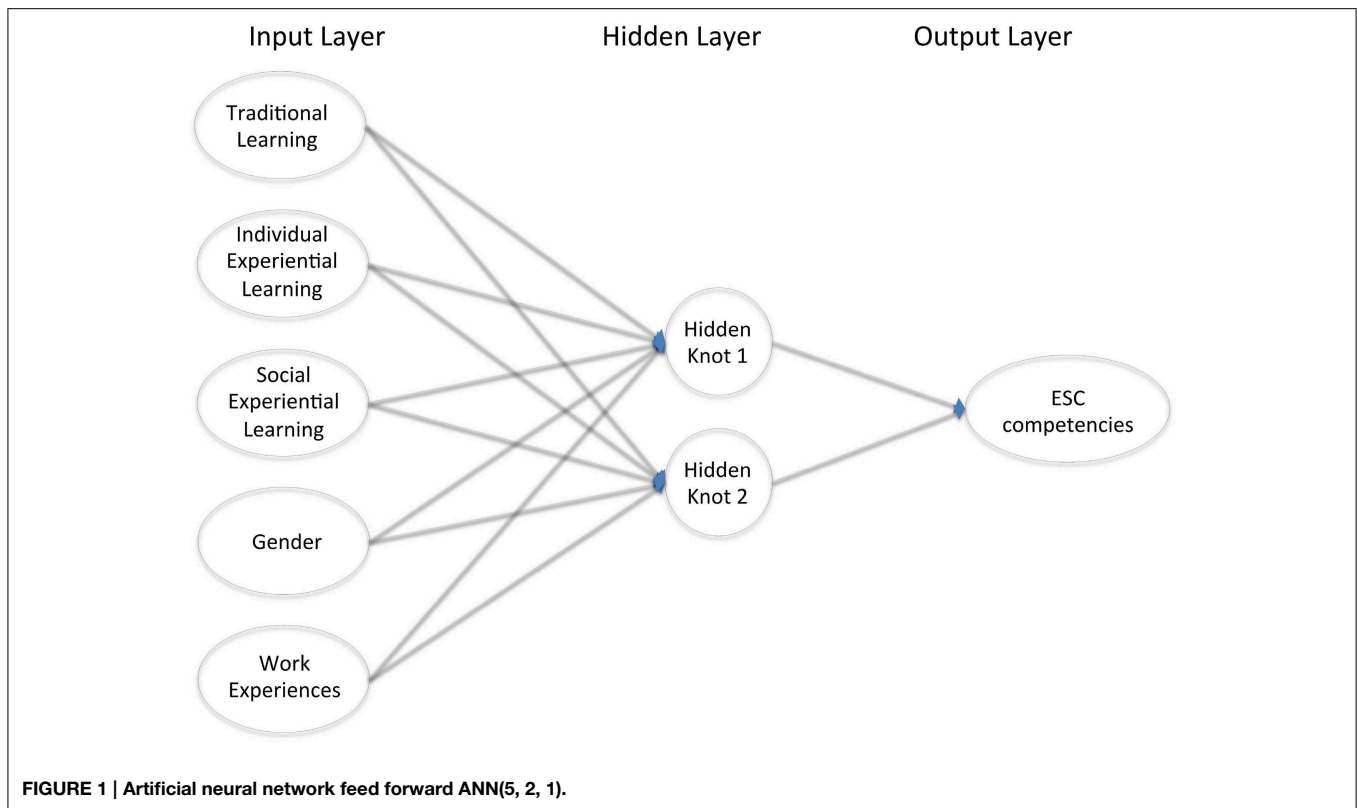 Input Layer
Hidden Layer
Output Layer
Traditional
Learning
Individual
Experiential
Learning
Social
Experiential
Learning
Gender
Work
Experiences
Hidden
Knot 1
Hidden
Knot 2
ESC
competencies
FIGURE 1 | Artificial neural network feed forward ANN(5, 2, 1).